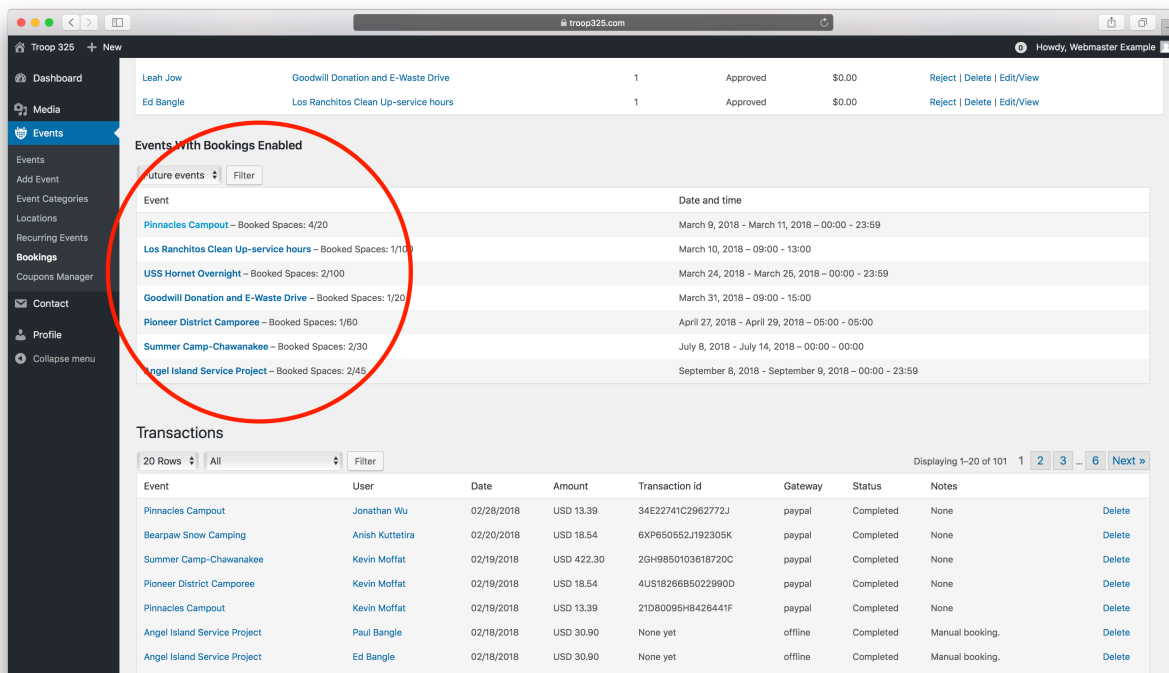 troop325.com
Troop 325 + New
0 Howdy, Webmaster Example
Dashboard
Media
Events
Events
Add Event
Event Categories
Locations
Recurring Events
Bookings
Coupons Manager
Contact
Profile
Collapse menu
Leah Jow Goodwill Donation and E-Waste Drive 1 Approved $0.00 Reject | Delete | Edit/View
Ed Bangle Los Ranchitos Clean Up-service hours 1 Approved $0.00 Reject | Delete | Edit/View
Events With Bookings Enabled
Future events Filter
Event Date and time
Pinnacles Campout – Booked Spaces: 4/20 March 9, 2018 - March 11, 2018 – 00:00 - 23:59
Los Ranchitos Clean Up-service hours – Booked Spaces: 1/100 March 10, 2018 – 09:00 - 13:00
USS Hornet Overnight – Booked Spaces: 2/100 March 24, 2018 - March 25, 2018 – 00:00 - 23:59
Goodwill Donation and E-Waste Drive – Booked Spaces: 1/20 March 31, 2018 – 09:00 - 15:00
Pioneer District Camporee – Booked Spaces: 1/60 April 27, 2018 - April 29, 2018 – 05:00 - 05:00
Summer Camp-Chawanakee – Booked Spaces: 2/30 July 8, 2018 - July 14, 2018 – 00:00 - 00:00
Angel Island Service Project – Booked Spaces: 2/45 September 8, 2018 - September 9, 2018 – 00:00 - 23:59
Transactions
20 Rows All Filter Displaying 1–20 of 101 1 2 3 … 6 Next »
Event User Date Amount Transaction id Gateway Status Notes
Pinnacles Campout Jonathan Wu 02/28/2018 USD 13.39 34E22741C2962772J paypal Completed None Delete
Bearpaw Snow Camping Anish Kuttetira 02/20/2018 USD 18.54 6XP650552J192305K paypal Completed None Delete
Summer Camp-Chawanakee Kevin Moffat 02/19/2018 USD 422.30 2GH9850103618720C paypal Completed None Delete
Pioneer District Camporee Kevin Moffat 02/19/2018 USD 18.54 4US18266B5022990D paypal Completed None Delete
Pinnacles Campout Kevin Moffat 02/19/2018 USD 13.39 21D80095H8426441F paypal Completed None Delete
Angel Island Service Project Paul Bangle 02/18/2018 USD 30.90 None yet offline Completed Manual booking. Delete
Angel Island Service Project Ed Bangle 02/18/2018 USD 30.90 None yet offline Completed Manual booking. Delete